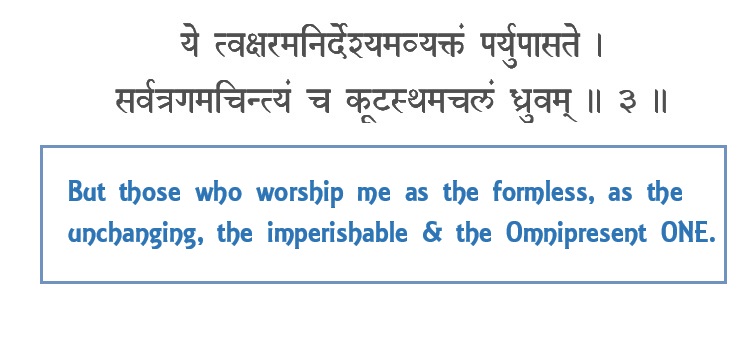 ये त्वक्षरमनिर्देश्यमव्यक्तं पर्युपासते ।
सर्वत्रगमचिन्त्यं च कूटस्थमचलं ध्रुवम् ॥ ३ ॥
But those who worship me as the formless, as the
unchanging, the imperishable & the Omnipresent ONE.